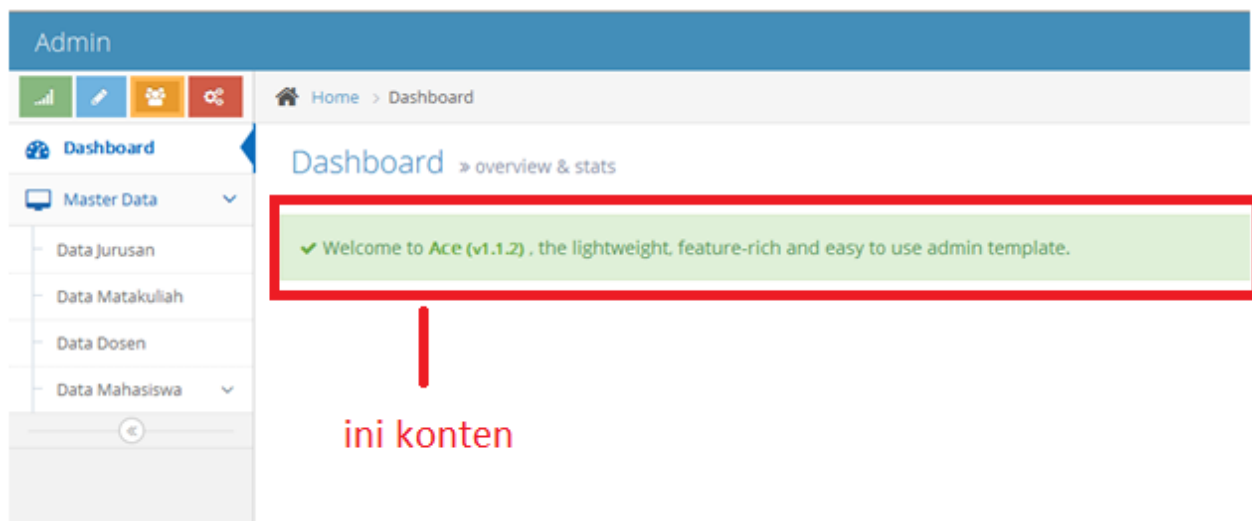 Admin
Home > Dashboard
Dashboard
Dashboard » overview & stats
Master Data
Welcome to Ace (v1.1.2) , the lightweight, feature-rich and easy to use admin template.
Data Jurusan
Data Matakuliah
Data Dosen
Data Mahasiswa
ini konten